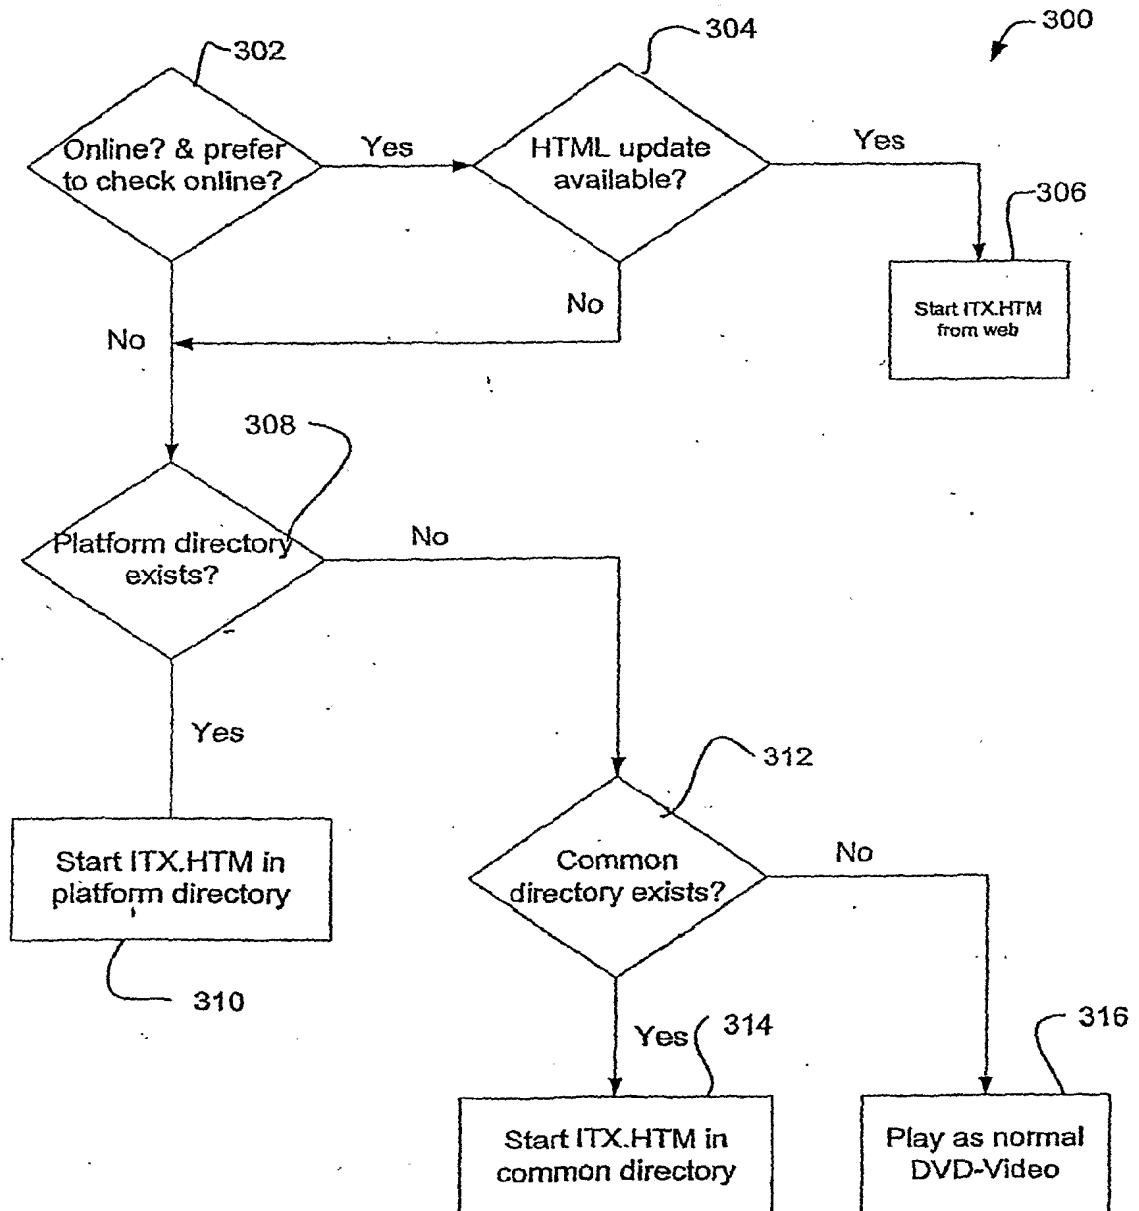 300
302
304
Online? & prefer
to check online?
Yes
HTML update
available?
Yes
306
Start ITX.HTM
from web
No
No
308
Platform directory
exists?
No
Yes
312
Start ITX.HTM in
platform directory
310
Common
directory exists?
No
Yes
314
316
Start ITX.HTM in
common directory
Play as normal
DVD-Video